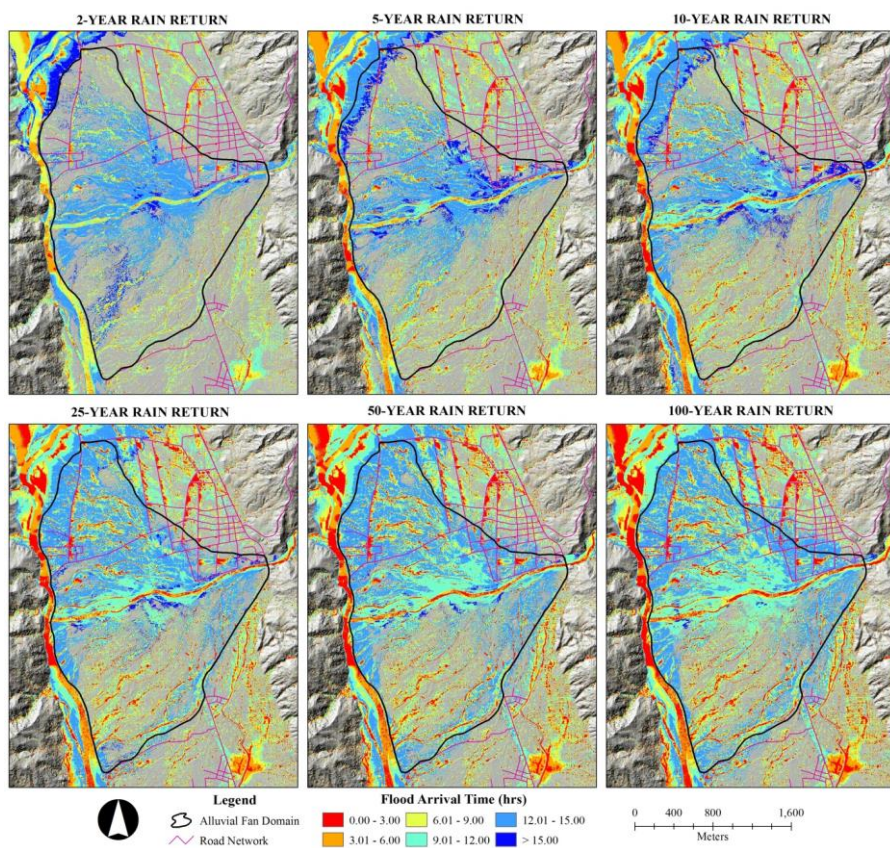 2-YEAR RAIN RETURN
5-YEAR RAIN RETURN
10-YEAR RAIN RETURN
25-YEAR RAIN RETURN
50-YEAR RAIN RETURN
100-YEAR RAIN RETURN
Legend
Alluvial Fan Domain
Road Network
Flood Arrival Time (hrs)
0.00 - 3.00
6.01 - 9.00
12.01 - 15.00
3.01 - 6.00
9.01 - 12.00
> 15.00
0 400 800 1,600
Meters